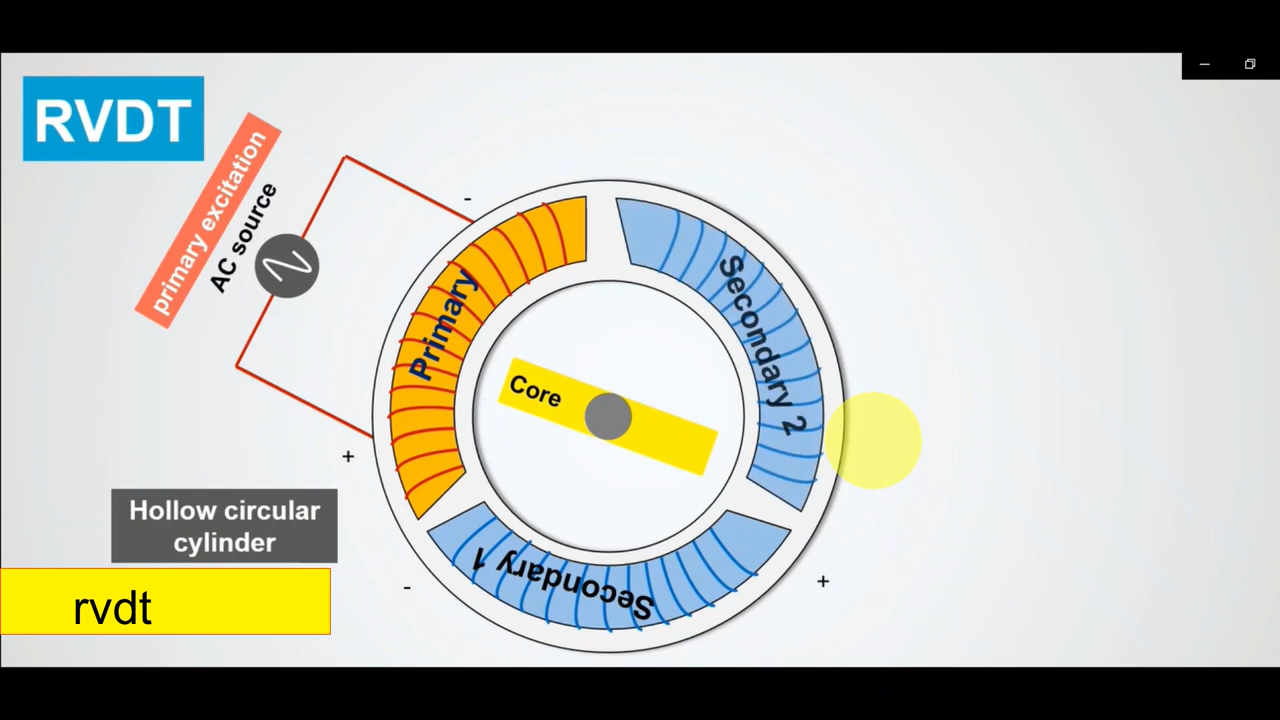 RVDT
primary excitation
AC source
-
Primary
Secondary 2
Core
+
Hollow circular
cylinder
rvdt
-
Secondary 1
+